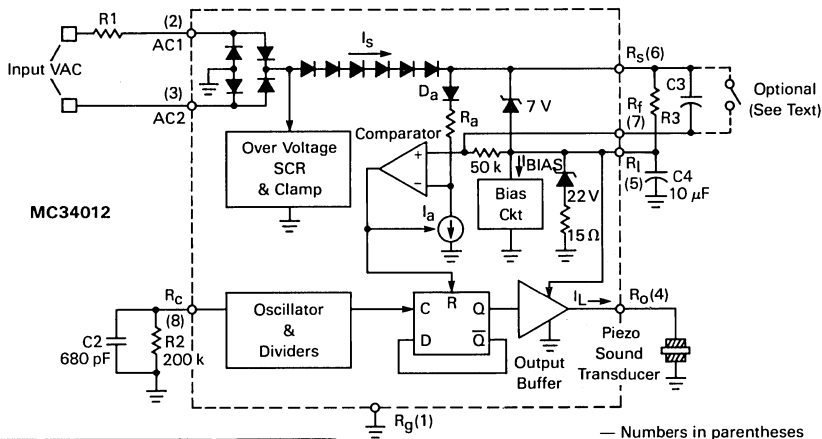 R1
(2)
AC1
Input VAC
(3)
AC2
Is
Da
Ra
7 V
RS(6)
Rf
(7)
C3
R3
Optional
(See Text)
Over Voltage
SCR
& Clamp
Comparator
+
−
50 k
IBIAS
Bias
Ckt
22 V
15Ω
RI
(5)
C4
10 μF
MC34012
Ia
Rc
(8)
C2
680 pF
R2
200 k
Oscillator
&
Dividers
C
R
Q
D
Q̅
IL
Output
Buffer
Ro(4)
Piezo
Sound
Transducer
Rg(1)
— Numbers in parentheses